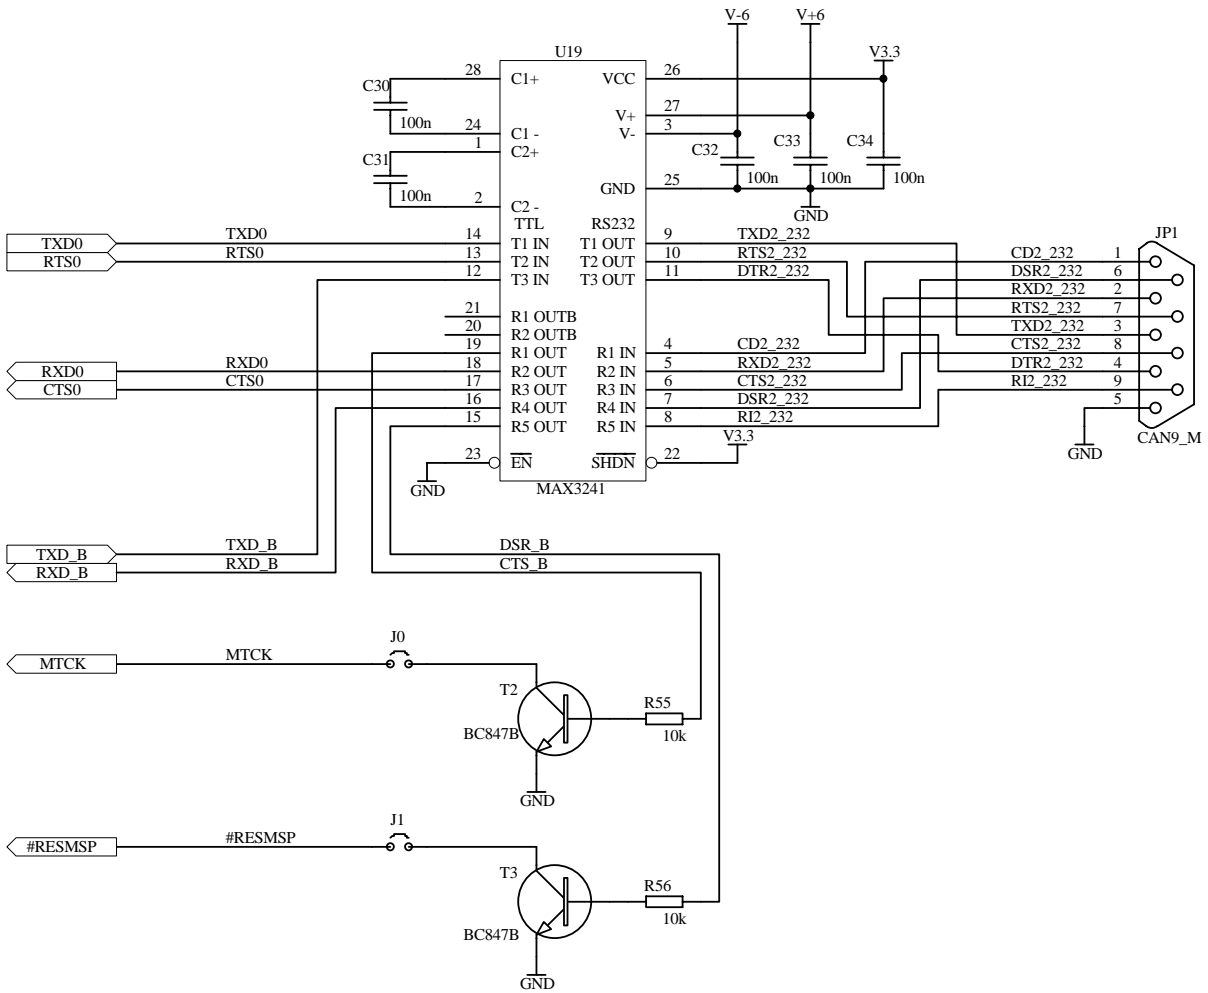 V-6
V+6
U19
V3.3
28
C1+
VCC
26
C30
100n
V+
27
24
C1 -
V-
3
1
C2+
C32
C33
C34
C31
100n
100n
100n
100n
GND
25
2
C2 -
GND
TTL
RS232
TXD0
TXD0
14
T1 IN
T1 OUT
9
TXD2_232
JP1
RTS0
RTS0
13
T2 IN
T2 OUT
10
RTS2_232
CD2_232
1
12
T3 IN
T3 OUT
11
DTR2_232
DSR2_232
6
RXD2_232
2
21
R1 OUTB
RTS2_232
7
20
R2 OUTB
TXD2_232
3
19
R1 OUT
R1 IN
4
CD2_232
CTS2_232
8
RXD0
RXD0
18
R2 OUT
R2 IN
5
RXD2_232
DTR2_232
4
CTS0
CTS0
17
R3 OUT
R3 IN
6
CTS2_232
RI2_232
9
16
R4 OUT
R4 IN
7
DSR2_232
5
15
R5 OUT
R5 IN
8
RI2_232
V3.3
CAN9_M
GND
23
EN
SHDN
22
GND
MAX3241
TXD_B
TXD_B
DSR_B
RXD_B
RXD_B
CTS_B
J0
MTCK
MTCK
T2
R55
BC847B
10k
GND
J1
#RESMSP
#RESMSP
T3
R56
10k
BC847B
GND